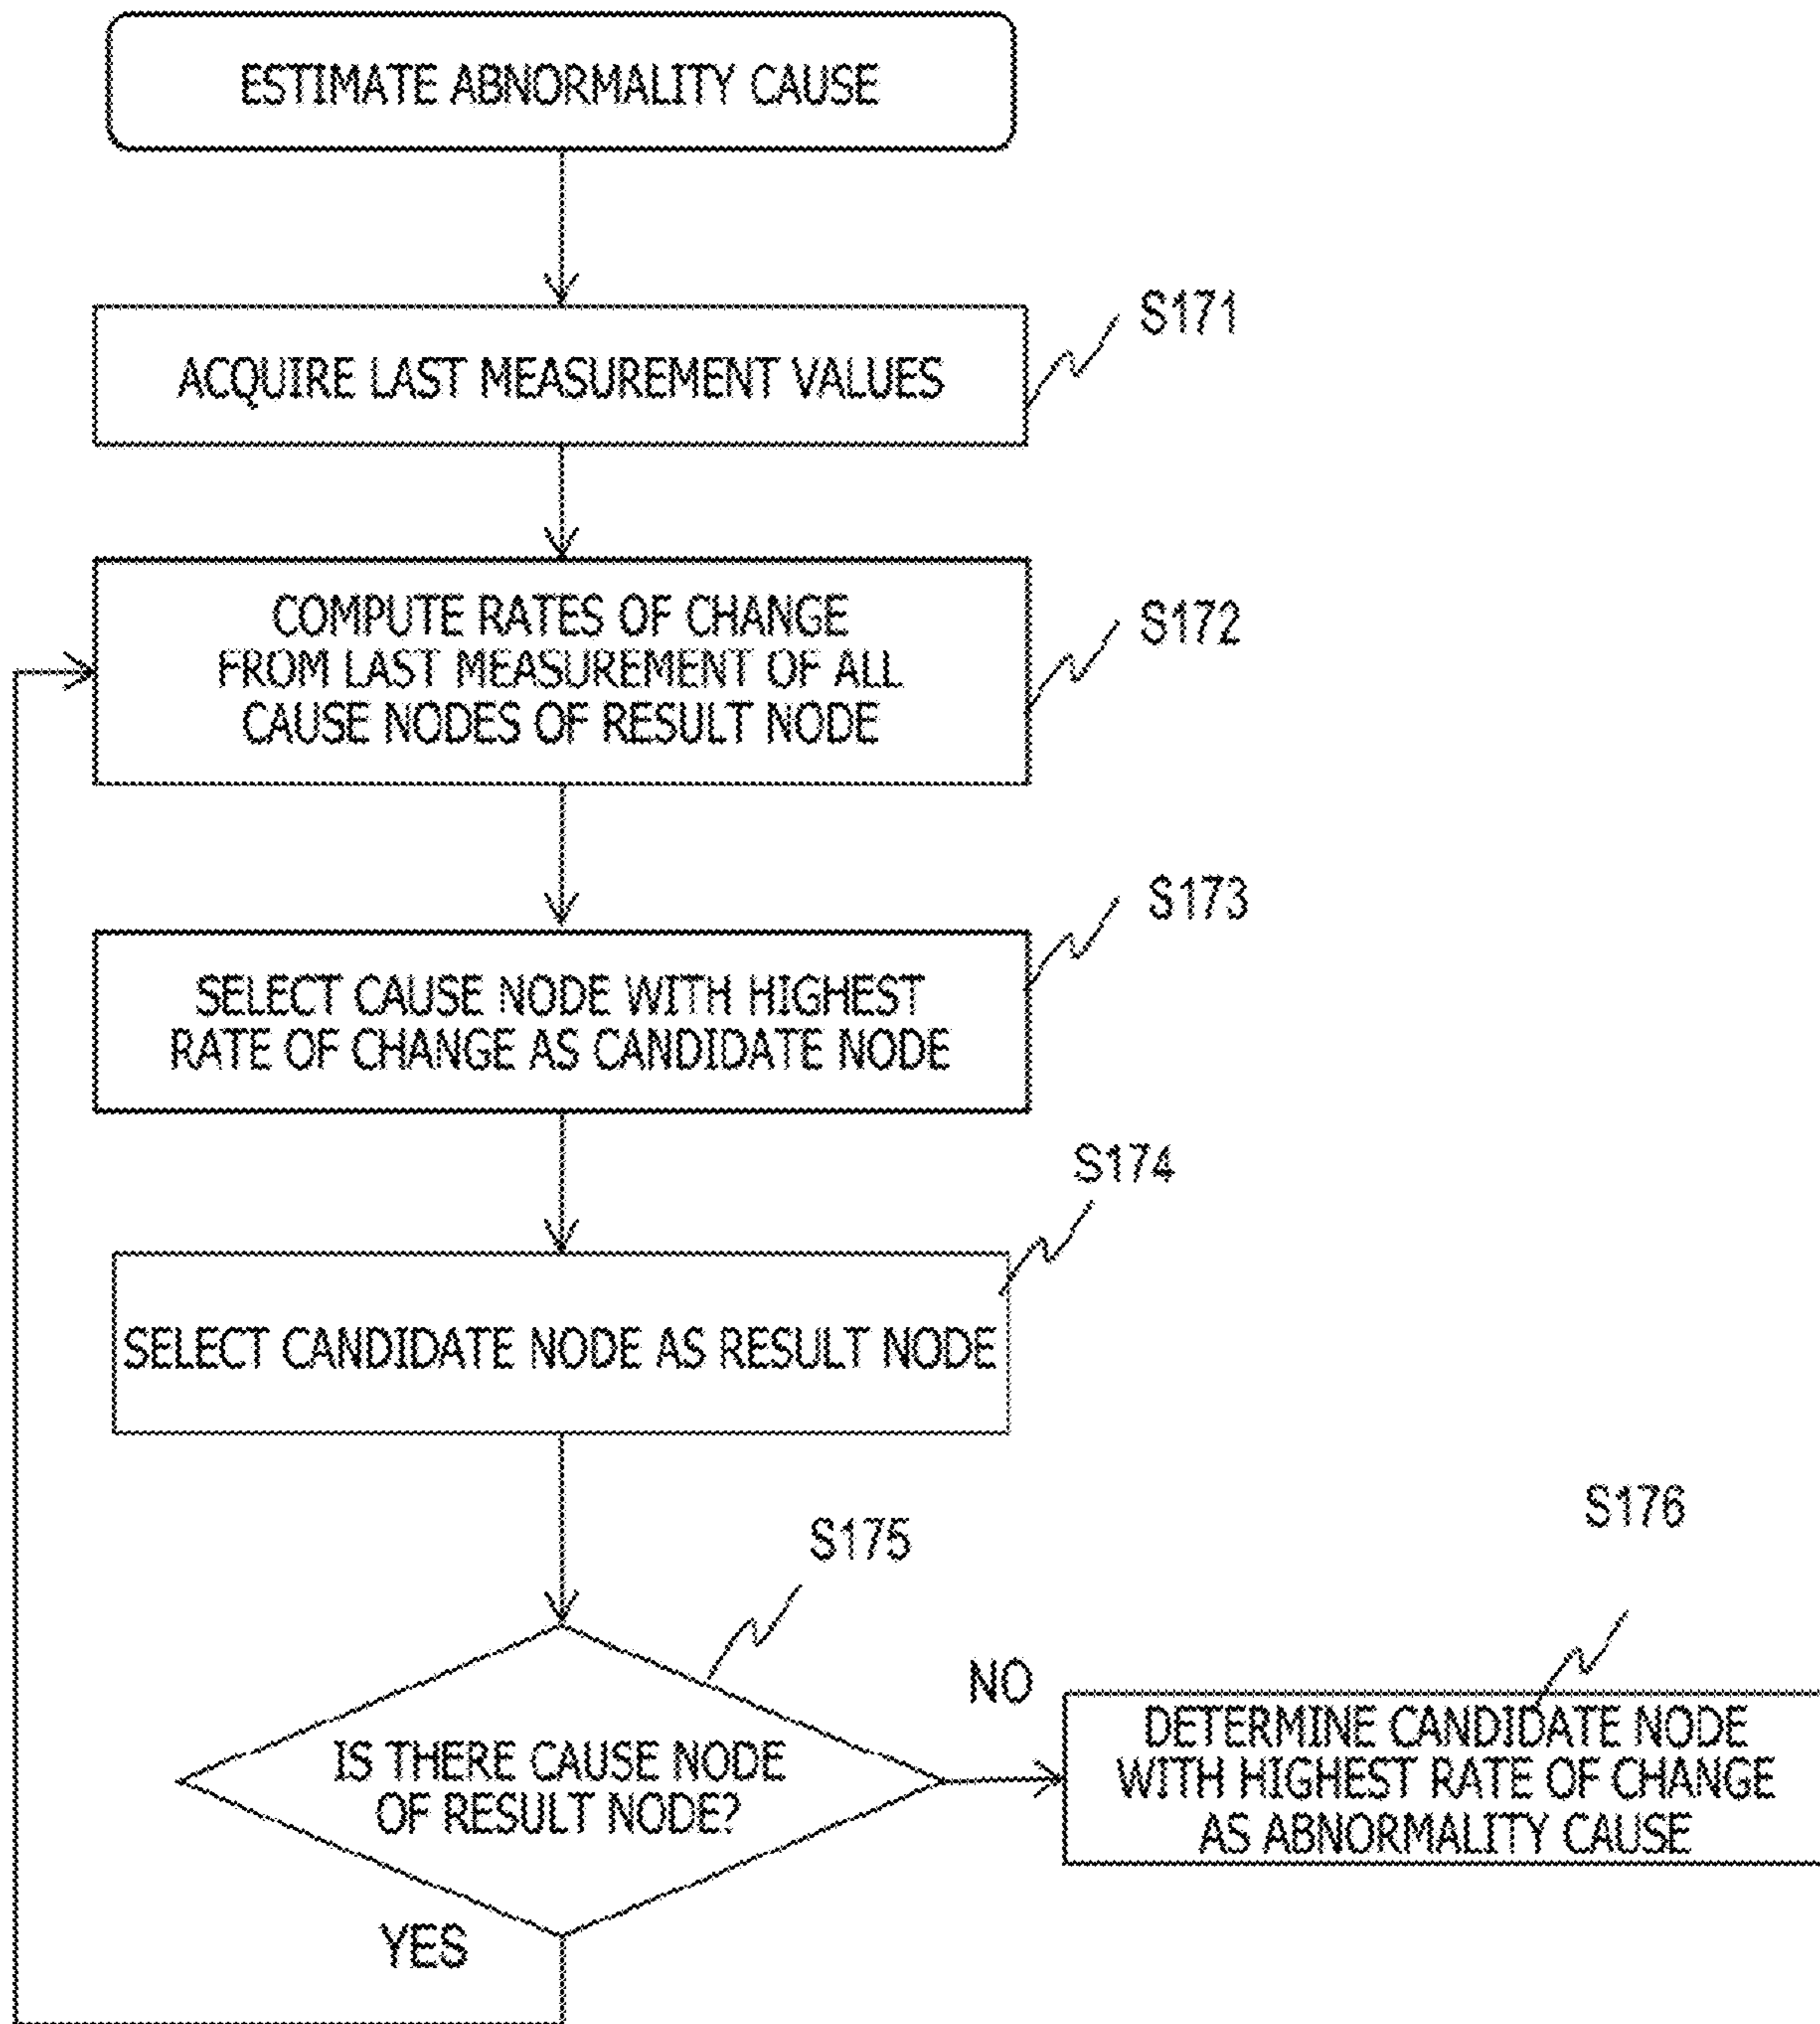 ESTIMATE ABNORMALITY CAUSE
S171
ACQUIRE LAST MEASUREMENT VALUES
S172
COMPUTE RATES OF CHANGE
FROM LAST MEASUREMENT OF ALL
CAUSE NODES OF RESULT NODE
S173
SELECT CAUSE NODE WITH HIGHEST
RATE OF CHANGE AS CANDIDATE NODE
S174
SELECT CANDIDATE NODE AS RESULT NODE
S175
IS THERE CAUSE NODE
OF RESULT NODE?
NO
S176
DETERMINE CANDIDATE NODE
WITH HIGHEST RATE OF CHANGE
AS ABNORMALITY CAUSE
YES